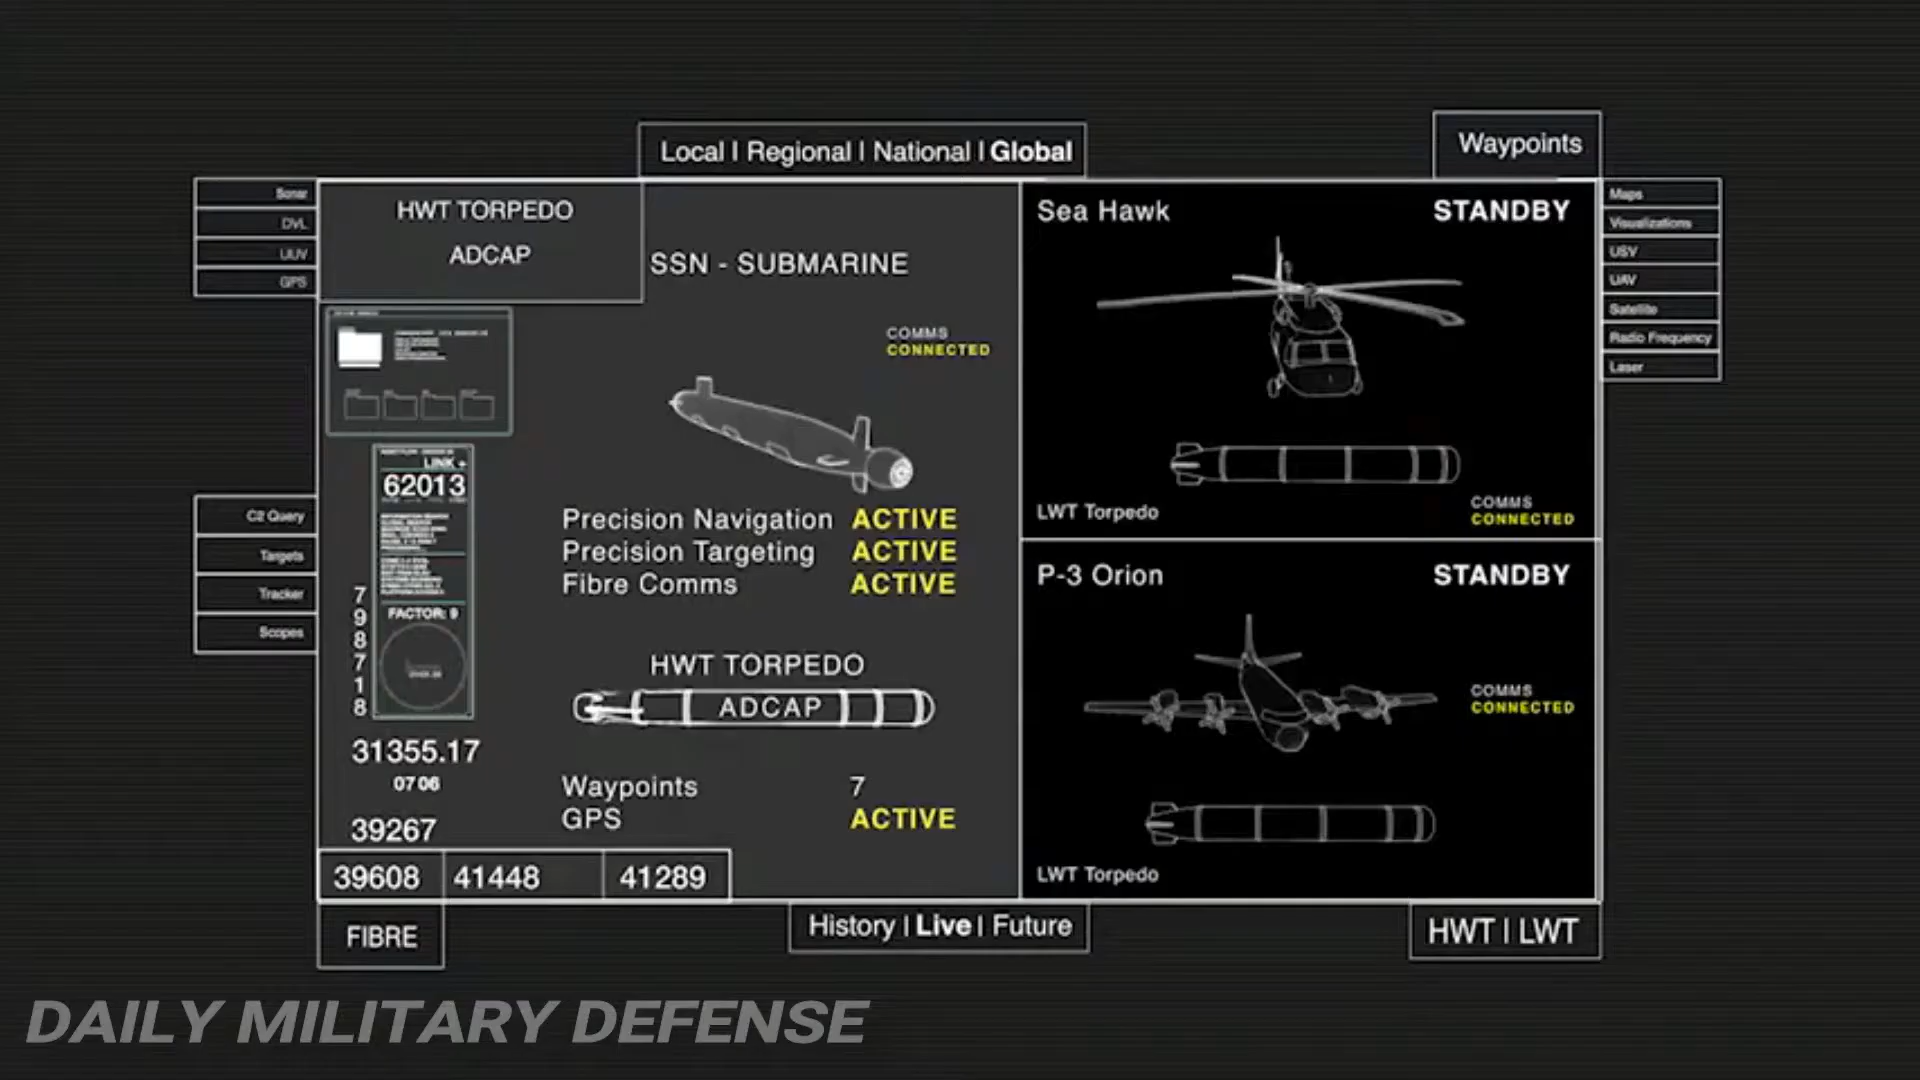 Local | Regional | National | Global
Waypoints
Sonar
DVL
UUV
GPS
HWT TORPEDO
ADCAP
SSN - SUBMARINE
COMMS
CONNECTED
LINK +
62013
FACTOR: 9
7
9
8
7
1
8
31355.17
07 06
39267
39608
41448
41289
FIBRE
C2 Query
Targets
Tracker
Scopes
Precision Navigation ACTIVE
Precision Targeting ACTIVE
Fibre Comms ACTIVE
HWT TORPEDO
ADCAP
Waypoints 7
GPS ACTIVE
Sea Hawk
STANDBY
LWT Torpedo
COMMS
CONNECTED
P-3 Orion
STANDBY
COMMS
CONNECTED
LWT Torpedo
Maps
Visualizations
USV
UAV
Satellite
Radio Frequency
Laser
History | Live | Future
HWT | LWT
DAILY MILITARY DEFENSE